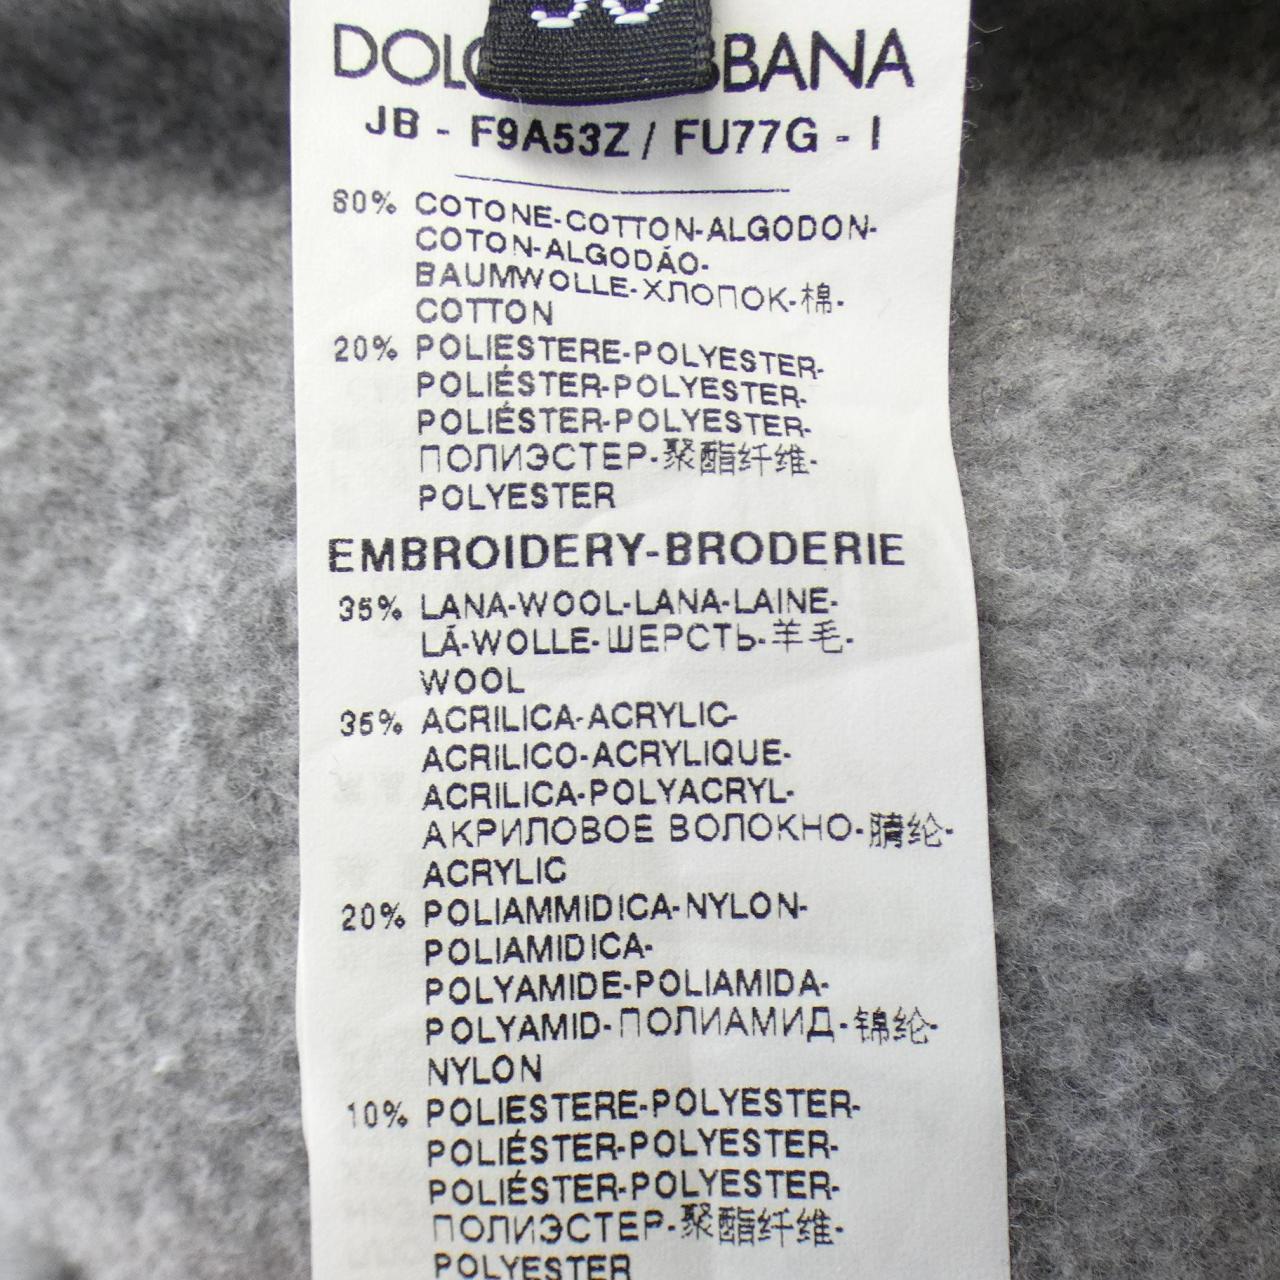 DOLC BBANA
JB - F9A53Z / FU77G - I
80% COTONE-COTTON-ALGODON-
COTON-ALGODÃO-
BAUMWOLLE-ХЛОПОК-棉-
COTTON
20% POLIESTERE-POLYESTER-
POLIÉSTER-POLYESTER-
POLIÉSTER-POLYESTER-
ПОЛИЭСТЕР-聚酯纤维-
POLYESTER
EMBROIDERY-BRODERIE
35% LANA-WOOL-LANA-LAINE-
LÃ-WOLLE-ШЕРСТЬ-羊毛-
WOOL
35% ACRILICA-ACRYLIC-
ACRILICO-ACRYLIQUE-
ACRILICA-POLYACRYL-
АКРИЛОВОЕ ВОЛОКНО-腈纶-
ACRYLIC
20% POLIAMMIDICA-NYLON-
POLIAMIDICA-
POLYAMIDE-POLIAMIDA-
POLYAMID-ПОЛИАМИД-锦纶-
NYLON
10% POLIESTERE-POLYESTER-
POLIÉSTER-POLYESTER-
POLIÉSTER-POLYESTER-
ПОЛИЭСТЕР-聚酯纤维-
POLYESTER